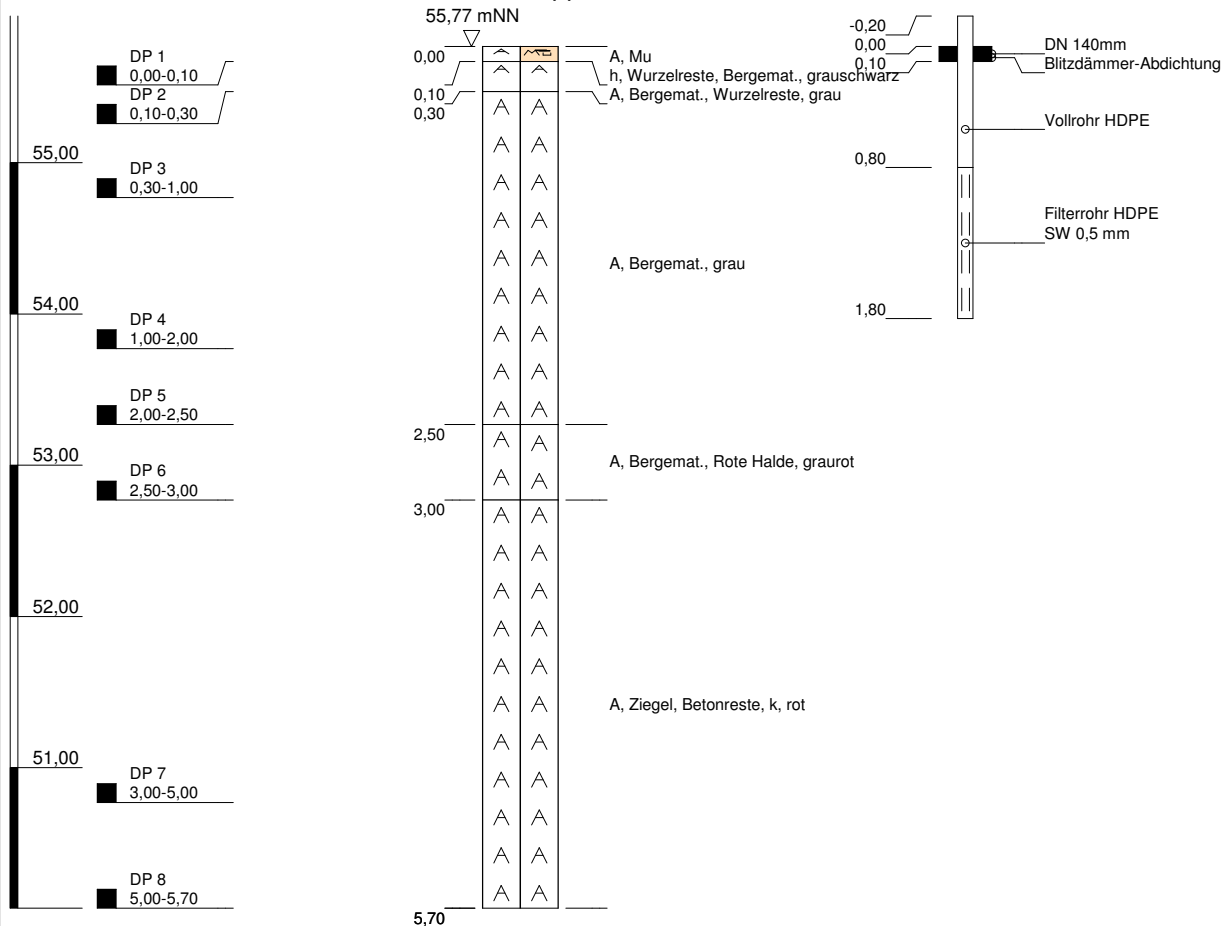 55,77 mNN
DP 1
0,00-0,10
DP 2
0,10-0,30
55,00
DP 3
0,30-1,00
54,00
DP 4
1,00-2,00
DP 5
2,00-2,50
53,00
DP 6
2,50-3,00
52,00
51,00
DP 7
3,00-5,00
DP 8
5,00-5,70
0,00
0,10
0,30
2,50
3,00
5,70
A, Mu
h, Wurzelreste, Bergemat., grauschwarz
A, Bergemat., Wurzelreste, grau
A, Bergemat., grau
A, Bergemat., Rote Halde, graurot
A, Ziegel, Betonreste, k, rot
-0,20
0,00
0,10
0,80
1,80
DN 140mm
Blitzdämmer-Abdichtung
Vollrohr HDPE
Filterrohr HDPE
SW 0,5 mm